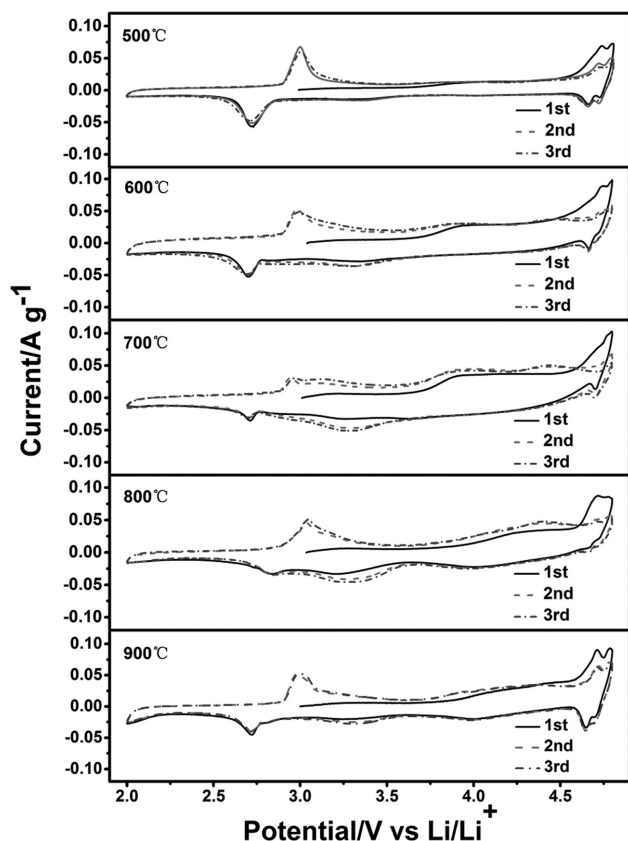 500℃
0.10
0.05
0.00
-0.05
-0.10
1st
2nd
3rd
600℃
0.10
0.05
0.00
-0.05
-0.10
1st
2nd
3rd
700℃
0.10
0.05
0.00
-0.05
-0.10
1st
2nd
3rd
800℃
0.10
0.05
0.00
-0.05
-0.10
1st
2nd
3rd
900℃
0.10
0.05
0.00
-0.05
-0.10
1st
2nd
3rd
Current/A g-1
2.0 2.5 3.0 3.5 4.0 4.5
Potential/V vs Li/Li+